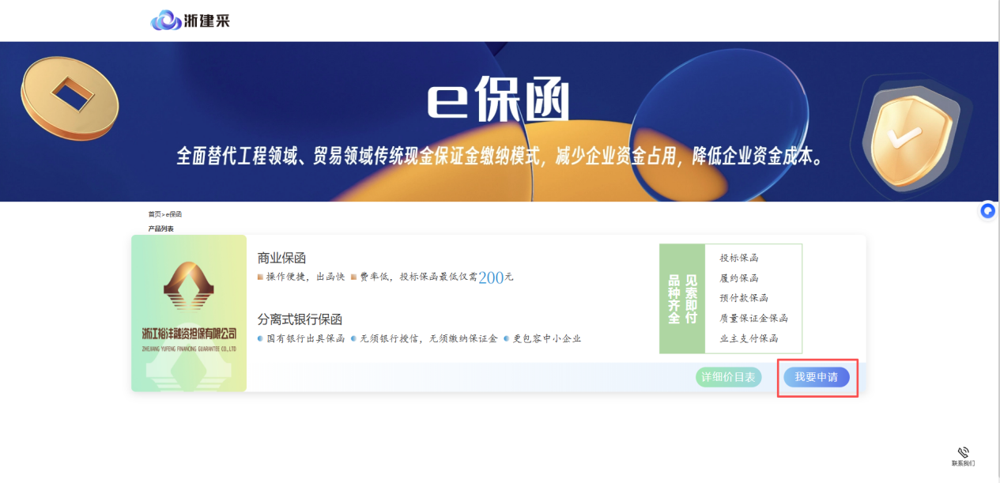 浙建采
e保函
全面替代工程领域、贸易领域传统现金保证金缴纳模式，减少企业资金占用，降低企业资金成本。
首页>e保函
产品列表
浙江裕沣融资担保有限公司
ZHEJIANG YUFENG FINANCING GUARANTEE CO.,LTD
商业保函
操作便捷，出函快 费率低，投标保函最低仅需200元
分离式银行保函
国有银行出具保函 无须银行授信，无须缴纳保证金 更包容中小企业
见索即付
品种齐全
投标保函
履约保函
预付款保函
质量保证金保函
业主支付保函
详细价目表
我要申请
联系我们